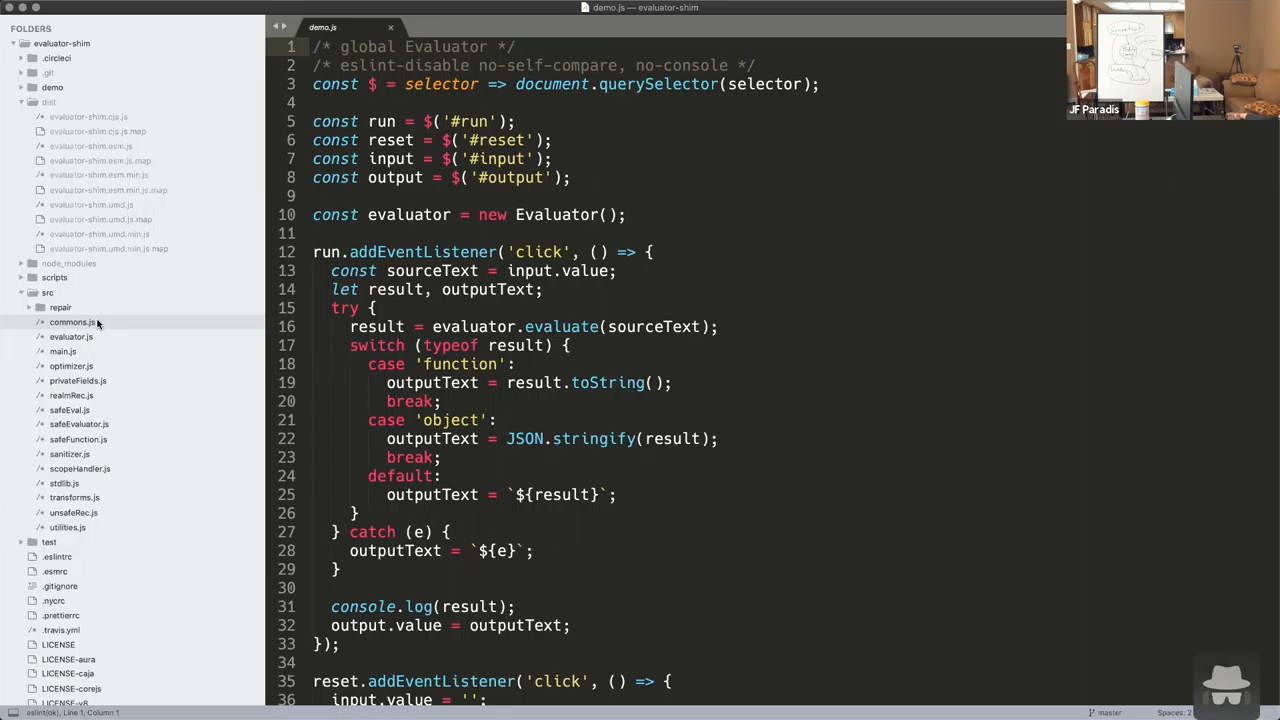 demo.js — evaluator-shim
FOLDERS
evaluator-shim
.circleci
.git
demo
dist
evaluator-shim.cjs.js
evaluator-shim.cjs.js.map
evaluator-shim.esm.js
evaluator-shim.esm.js.map
evaluator-shim.esm.min.js
evaluator-shim.esm.min.js.map
evaluator-shim.umd.js
evaluator-shim.umd.js.map
evaluator-shim.umd.min.js
evaluator-shim.umd.min.js.map
node_modules
scripts
src
repair
commons.js
evaluator.js
main.js
optimizer.js
privateFields.js
realmRec.js
safeEval.js
safeEvaluator.js
safeFunction.js
sanitizer.js
scopeHandler.js
stdlib.js
transforms.js
unsafeRec.js
utilities.js
test
.eslintrc
.esmrc
.gitignore
.nycrc
.prettierrc
.travis.yml
LICENSE
LICENSE-aura
LICENSE-caja
LICENSE-corejs
LICENSE-v8
demo.js
1 /* global Evaluator */
2 /* eslint-disable no-self-compare, no-console */
3 const $ = selector => document.querySelector(selector);
4
5 const run = $('#run');
6 const reset = $('#reset');
7 const input = $('#input');
8 const output = $('#output');
9
10 const evaluator = new Evaluator();
11
12 run.addEventListener('click', () => {
13 const sourceText = input.value;
14 let result, outputText;
15 try {
16 result = evaluator.evaluate(sourceText);
17 switch (typeof result) {
18 case 'function':
19 outputText = result.toString();
20 break;
21 case 'object':
22 outputText = JSON.stringify(result);
23 break;
24 default:
25 outputText = `${result}`;
26 }
27 } catch (e) {
28 outputText = `${e}`;
29 }
30
31 console.log(result);
32 output.value = outputText;
33 });
34
35 reset.addEventListener('click', () => {
36 input.value = '';
JF Paradis
eslint(ok), Line 1, Column 1
master
Spaces: 2